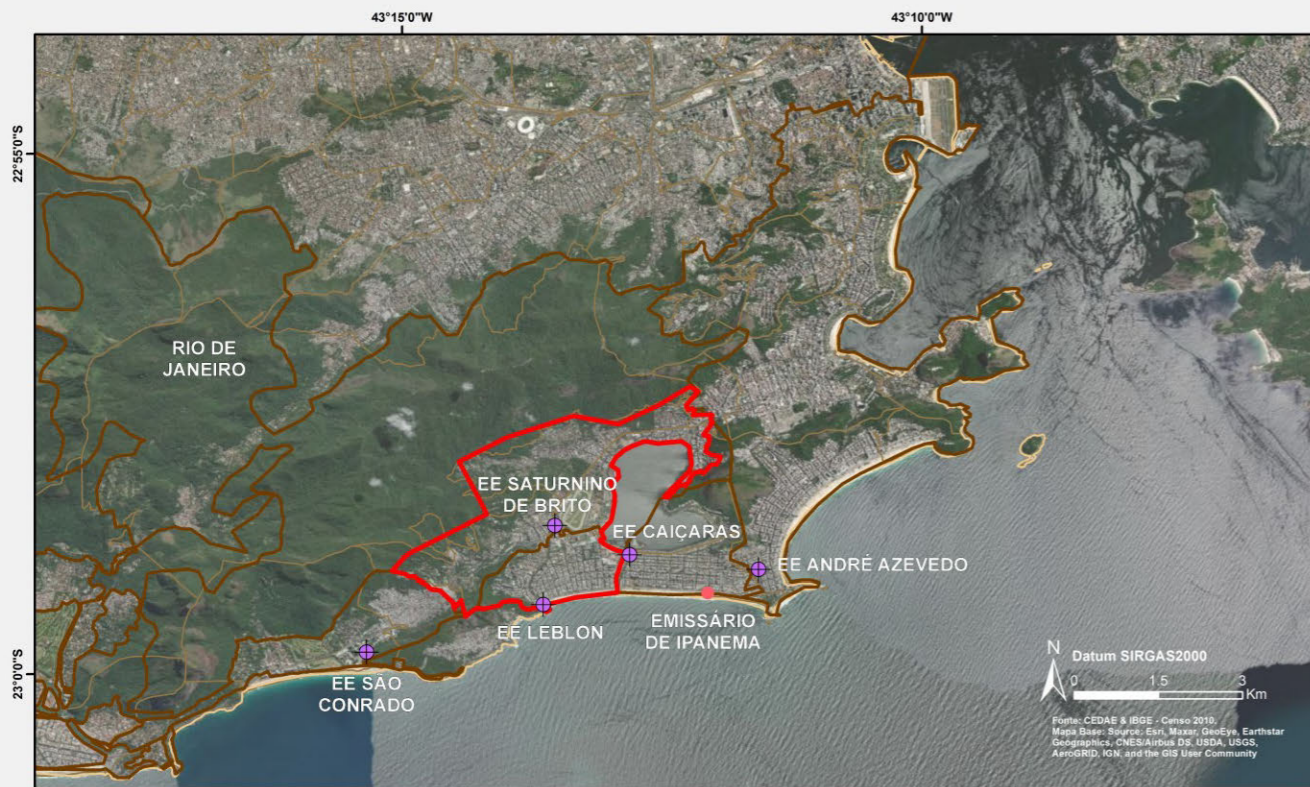 43°15'0"W
43°10'0"W
22°55'0"S
RIO DE
JANEIRO
EE SATURNINO
DE BRITO
EE CAIÇARAS
EE ANDRÉ AZEVEDO
EMISSÁRIO
DE IPANEMA
EE LEBLON
EE SÃO
CONRADO
23°0'0"S
N
Datum SIRGAS2000
0 1.5 3
Km
Fonte: CEDAE & IBGE - Censo 2010.
Mapa Base: Source: Esri, Maxar, GeoEye, Earthstar
Geographics, CNES/Airbus DS, USDA, USGS,
AeroGRID, IGN, and the GIS User Community